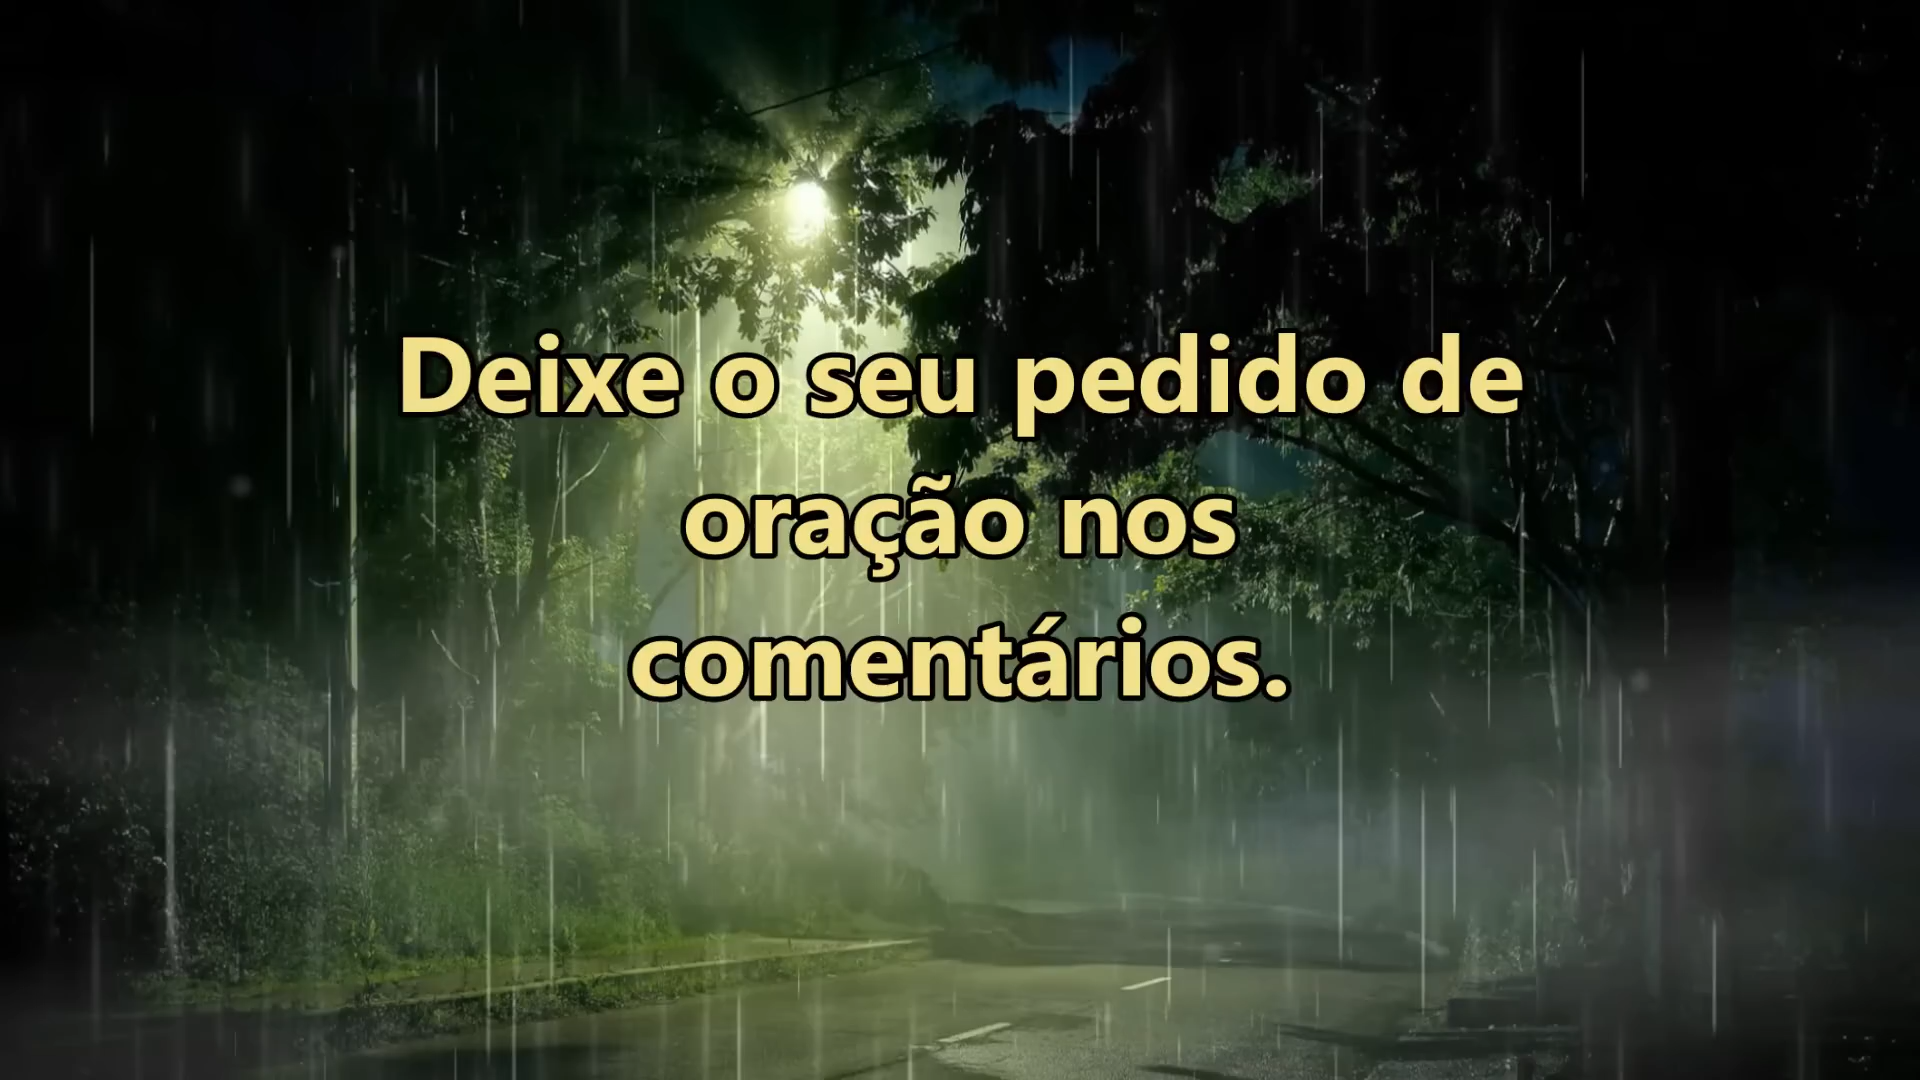 Deixe o seu pedido de
oração nos
comentários.